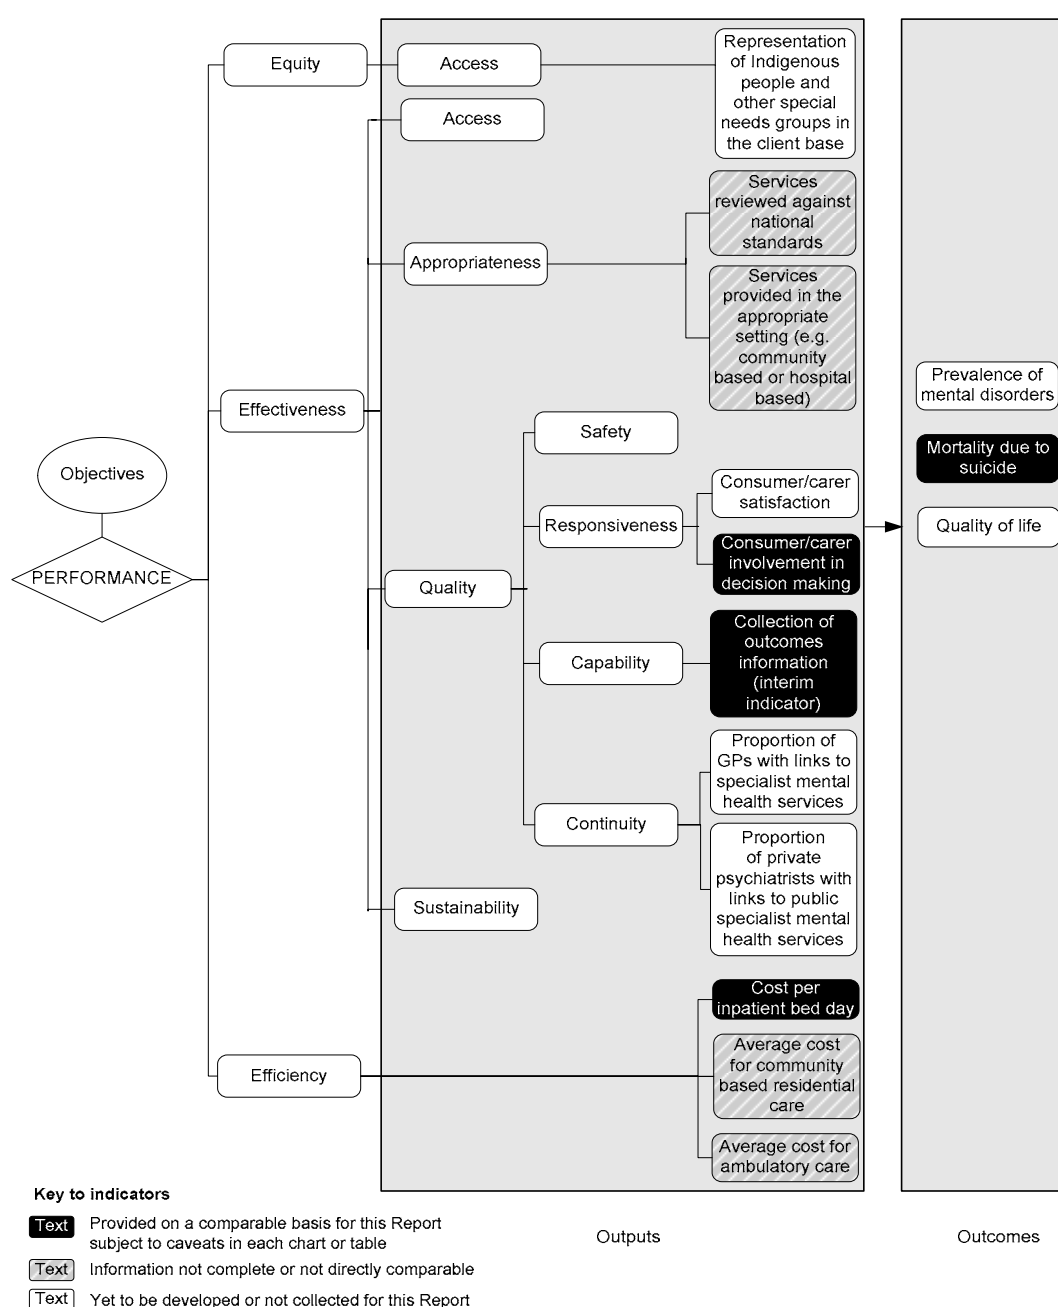 Equity
Access
Representation
of Indigenous
people and
other special
needs groups in
the client base
Access
Services
reviewed against
national
standards
Appropriateness
Services
provided in the
appropriate
setting (e.g.
community
based or hospital
based)
Effectiveness
Objectives
PERFORMANCE
Safety
Responsiveness
Consumer/carer
satisfaction
Consumer/carer
involvement in
decision making
Quality
Capability
Collection of
outcomes
information
(interim
indicator)
Proportion of
GPs with links to
specialist mental
health services
Continuity
Proportion
of private
psychiatrists with
links to public
specialist mental
health services
Sustainability
Cost per
inpatient bed day
Efficiency
Average cost
for community
based residential
care
Average cost for
ambulatory care
Prevalence of
mental disorders
Mortality due to
suicide
Quality of life
Outputs
Outcomes
Key to indicators
Text Provided on a comparable basis for this Report
subject to caveats in each chart or table
Text Information not complete or not directly comparable
Text Yet to be developed or not collected for this Report